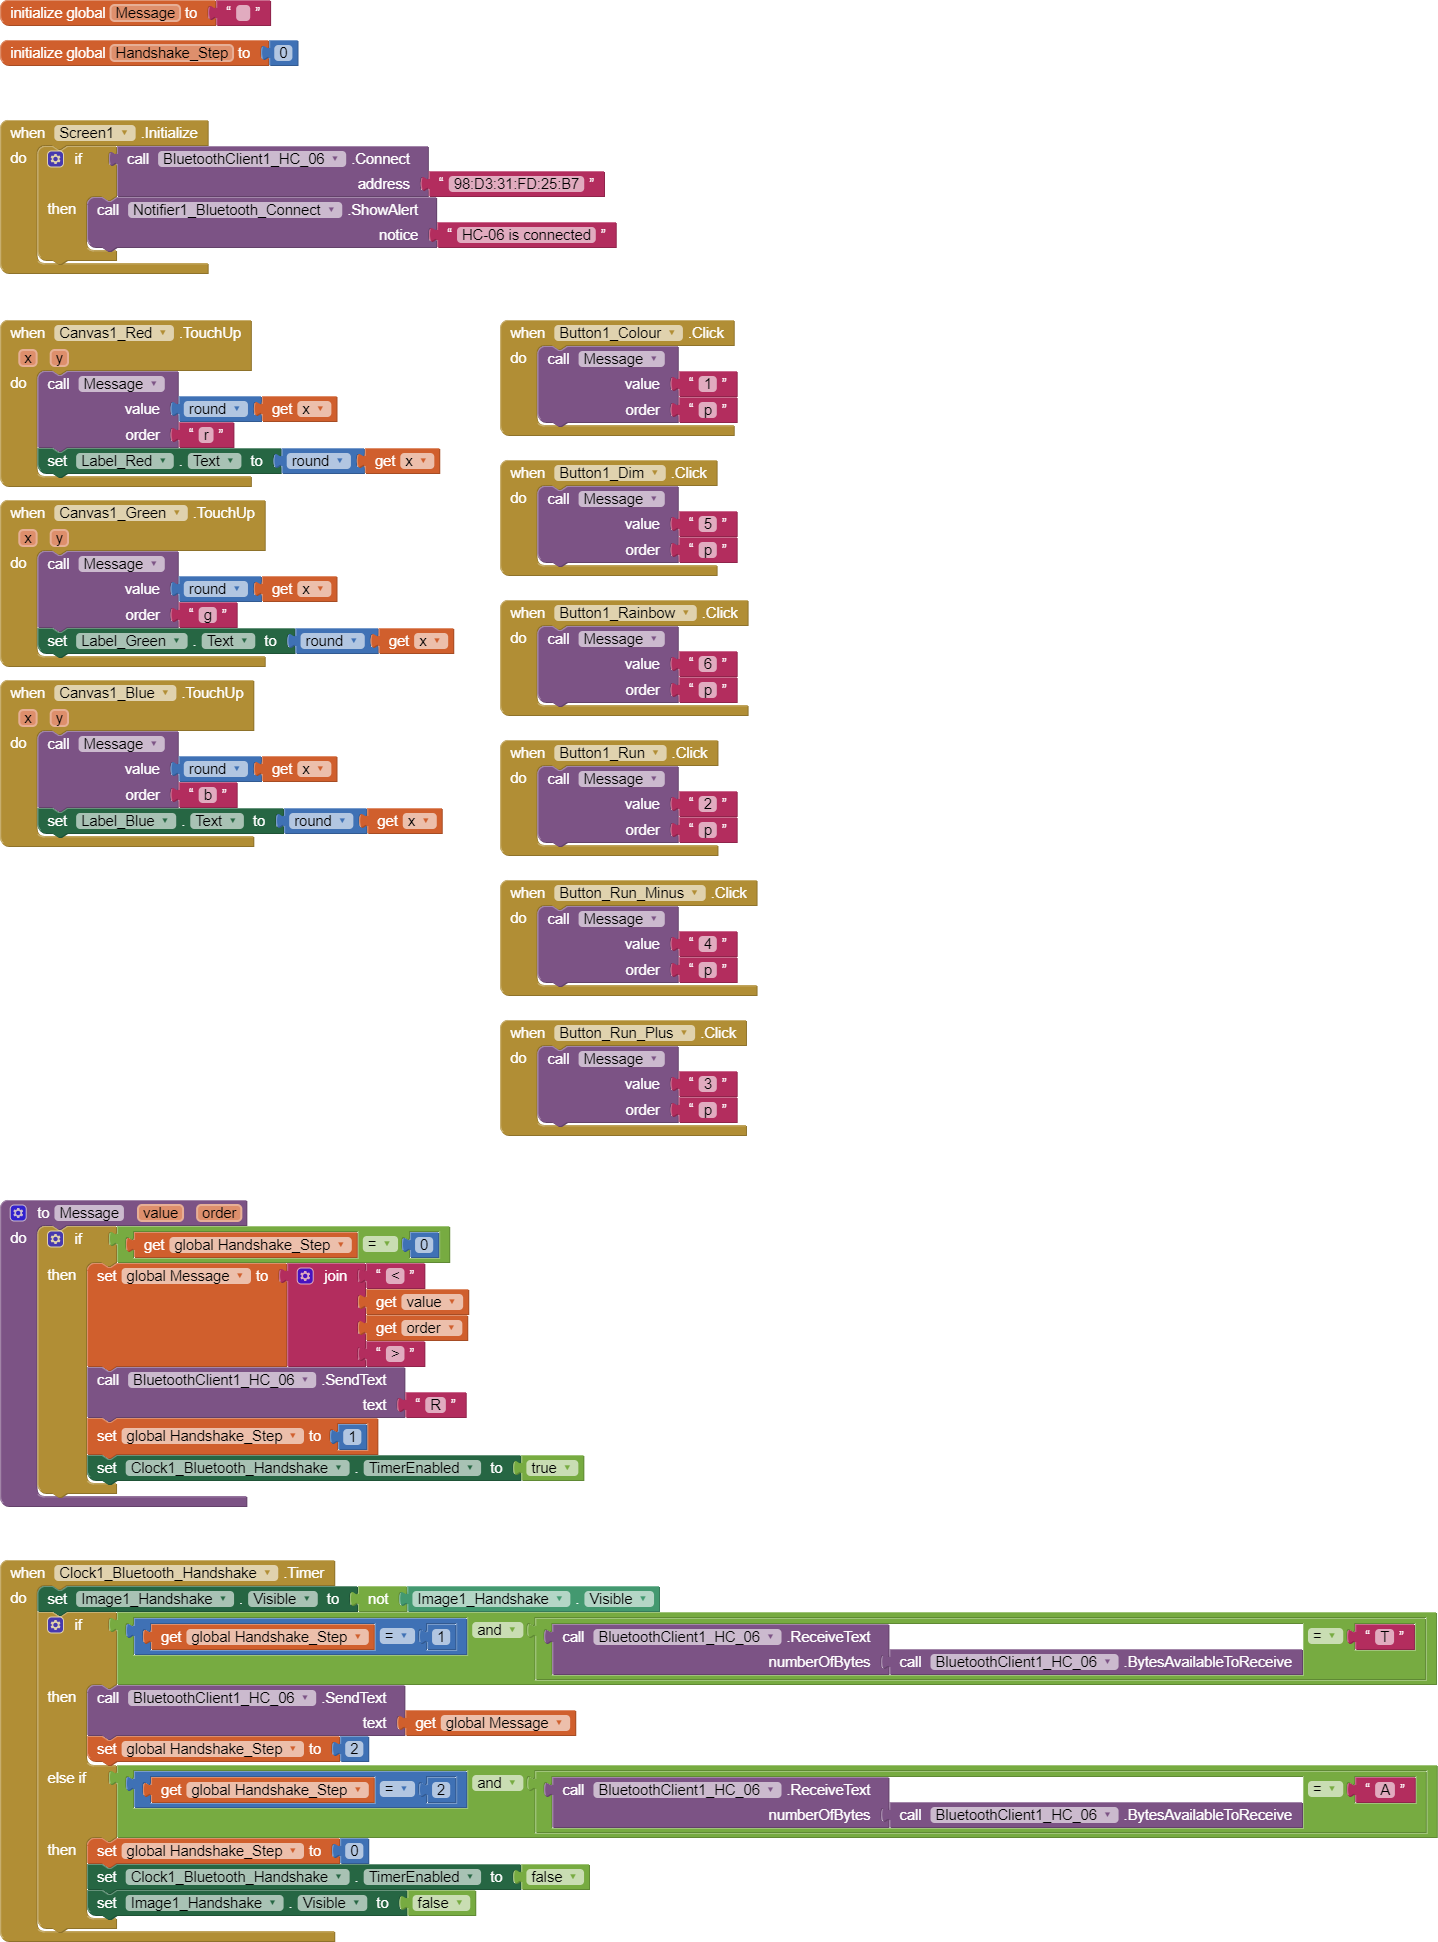 initialize global Message to “ ”
initialize global Handshake_Step to 0
when Screen1 .Initialize
do if call BluetoothClient1_HC_06 .Connect
address “ 98:D3:31:FD:25:B7 ”
then call Notifier1_Bluetooth_Connect .ShowAlert
notice “ HC-06 is connected ”
when Canvas1_Red .TouchUp
x y
do call Message
value round get x
order “ r ”
set Label_Red . Text to round get x
when Canvas1_Green .TouchUp
x y
do call Message
value round get x
order “ g ”
set Label_Green . Text to round get x
when Canvas1_Blue .TouchUp
x y
do call Message
value round get x
order “ b ”
set Label_Blue . Text to round get x
when Button1_Colour .Click
do call Message
value “ 1 ”
order “ p ”
when Button1_Dim .Click
do call Message
value “ 5 ”
order “ p ”
when Button1_Rainbow .Click
do call Message
value “ 6 ”
order “ p ”
when Button1_Run .Click
do call Message
value “ 2 ”
order “ p ”
when Button_Run_Minus .Click
do call Message
value “ 4 ”
order “ p ”
when Button_Run_Plus .Click
do call Message
value “ 3 ”
order “ p ”
to Message value order
do if get global Handshake_Step = 0
then set global Message to join “ < ”
get value
get order
“ > ”
call BluetoothClient1_HC_06 .SendText
text “ R ”
set global Handshake_Step to 1
set Clock1_Bluetooth_Handshake . TimerEnabled to true
when Clock1_Bluetooth_Handshake .Timer
do set Image1_Handshake . Visible to not Image1_Handshake . Visible
if get global Handshake_Step = 1 and call BluetoothClient1_HC_06 .ReceiveText = “ T ”
numberOfBytes call BluetoothClient1_HC_06 .BytesAvailableToReceive
then call BluetoothClient1_HC_06 .SendText
text get global Message
set global Handshake_Step to 2
else if get global Handshake_Step = 2 and call BluetoothClient1_HC_06 .ReceiveText = “ A ”
numberOfBytes call BluetoothClient1_HC_06 .BytesAvailableToReceive
then set global Handshake_Step to 0
set Clock1_Bluetooth_Handshake . TimerEnabled to false
set Image1_Handshake . Visible to false